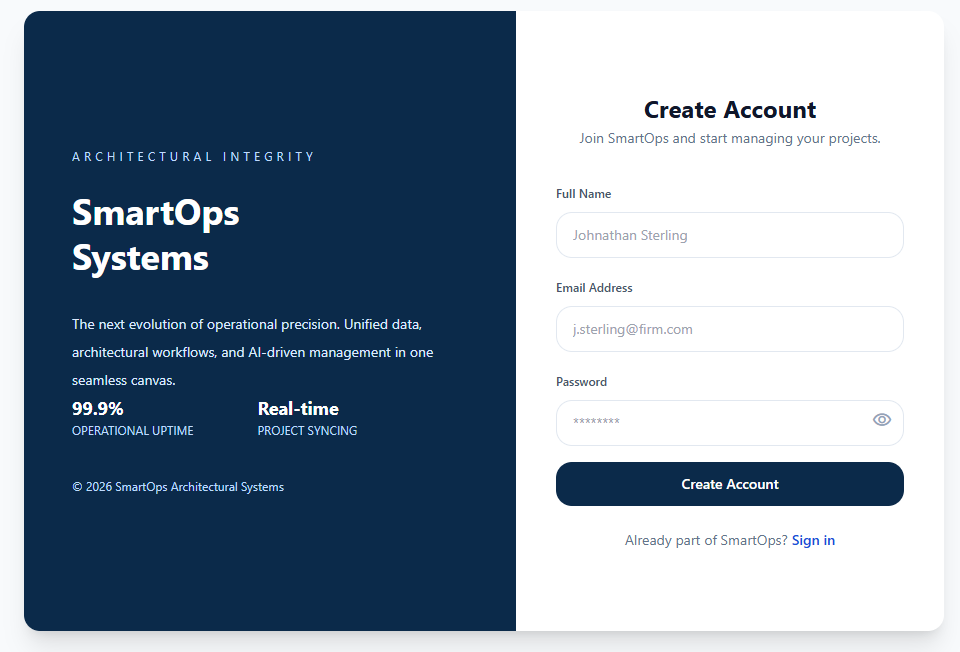 ARCHITECTURAL INTEGRITY
SmartOps
Systems
The next evolution of operational precision. Unified data,
architectural workflows, and AI-driven management in one
seamless canvas.
99.9%
OPERATIONAL UPTIME
Real-time
PROJECT SYNCING
© 2026 SmartOps Architectural Systems
Create Account
Join SmartOps and start managing your projects.
Full Name
Johnathan Sterling
Email Address
j.sterling@firm.com
Password
********
Create Account
Already part of SmartOps? Sign in